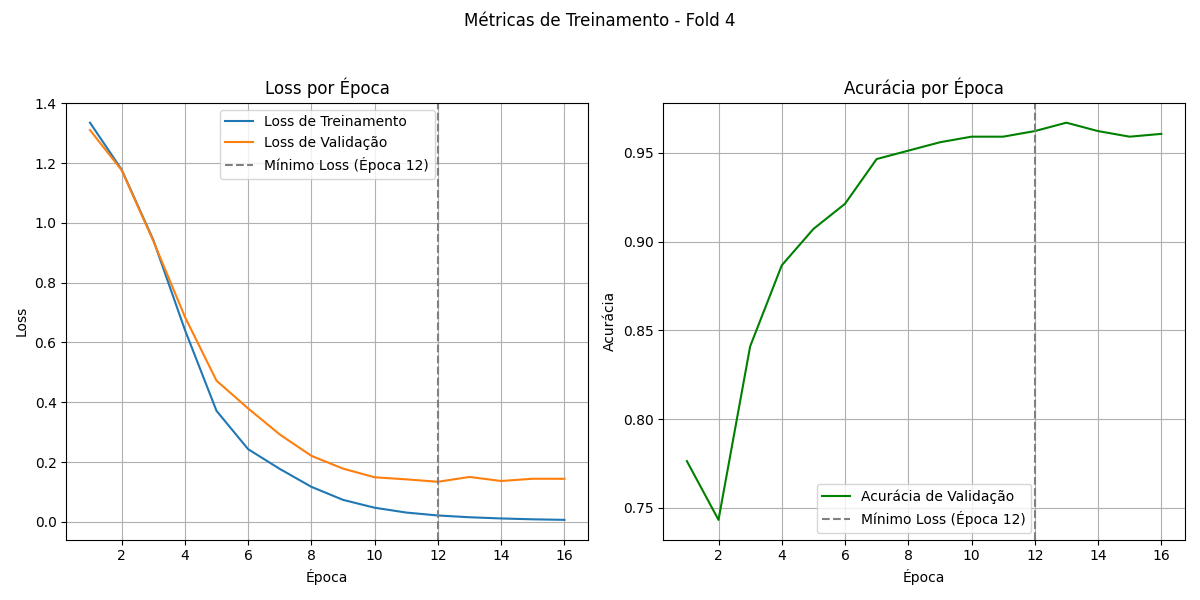 Métricas de Treinamento - Fold 4
Loss por Época
1.4
1.2
1.0
0.8
0.6
0.4
0.2
0.0
Loss
Loss de Treinamento
Loss de Validação
Mínimo Loss (Época 12)
2 4 6 8 10 12 14 16
Época
Acurácia por Época
0.95
0.90
0.85
0.80
0.75
Acurácia
Acurácia de Validação
Mínimo Loss (Época 12)
2 4 6 8 10 12 14 16
Época